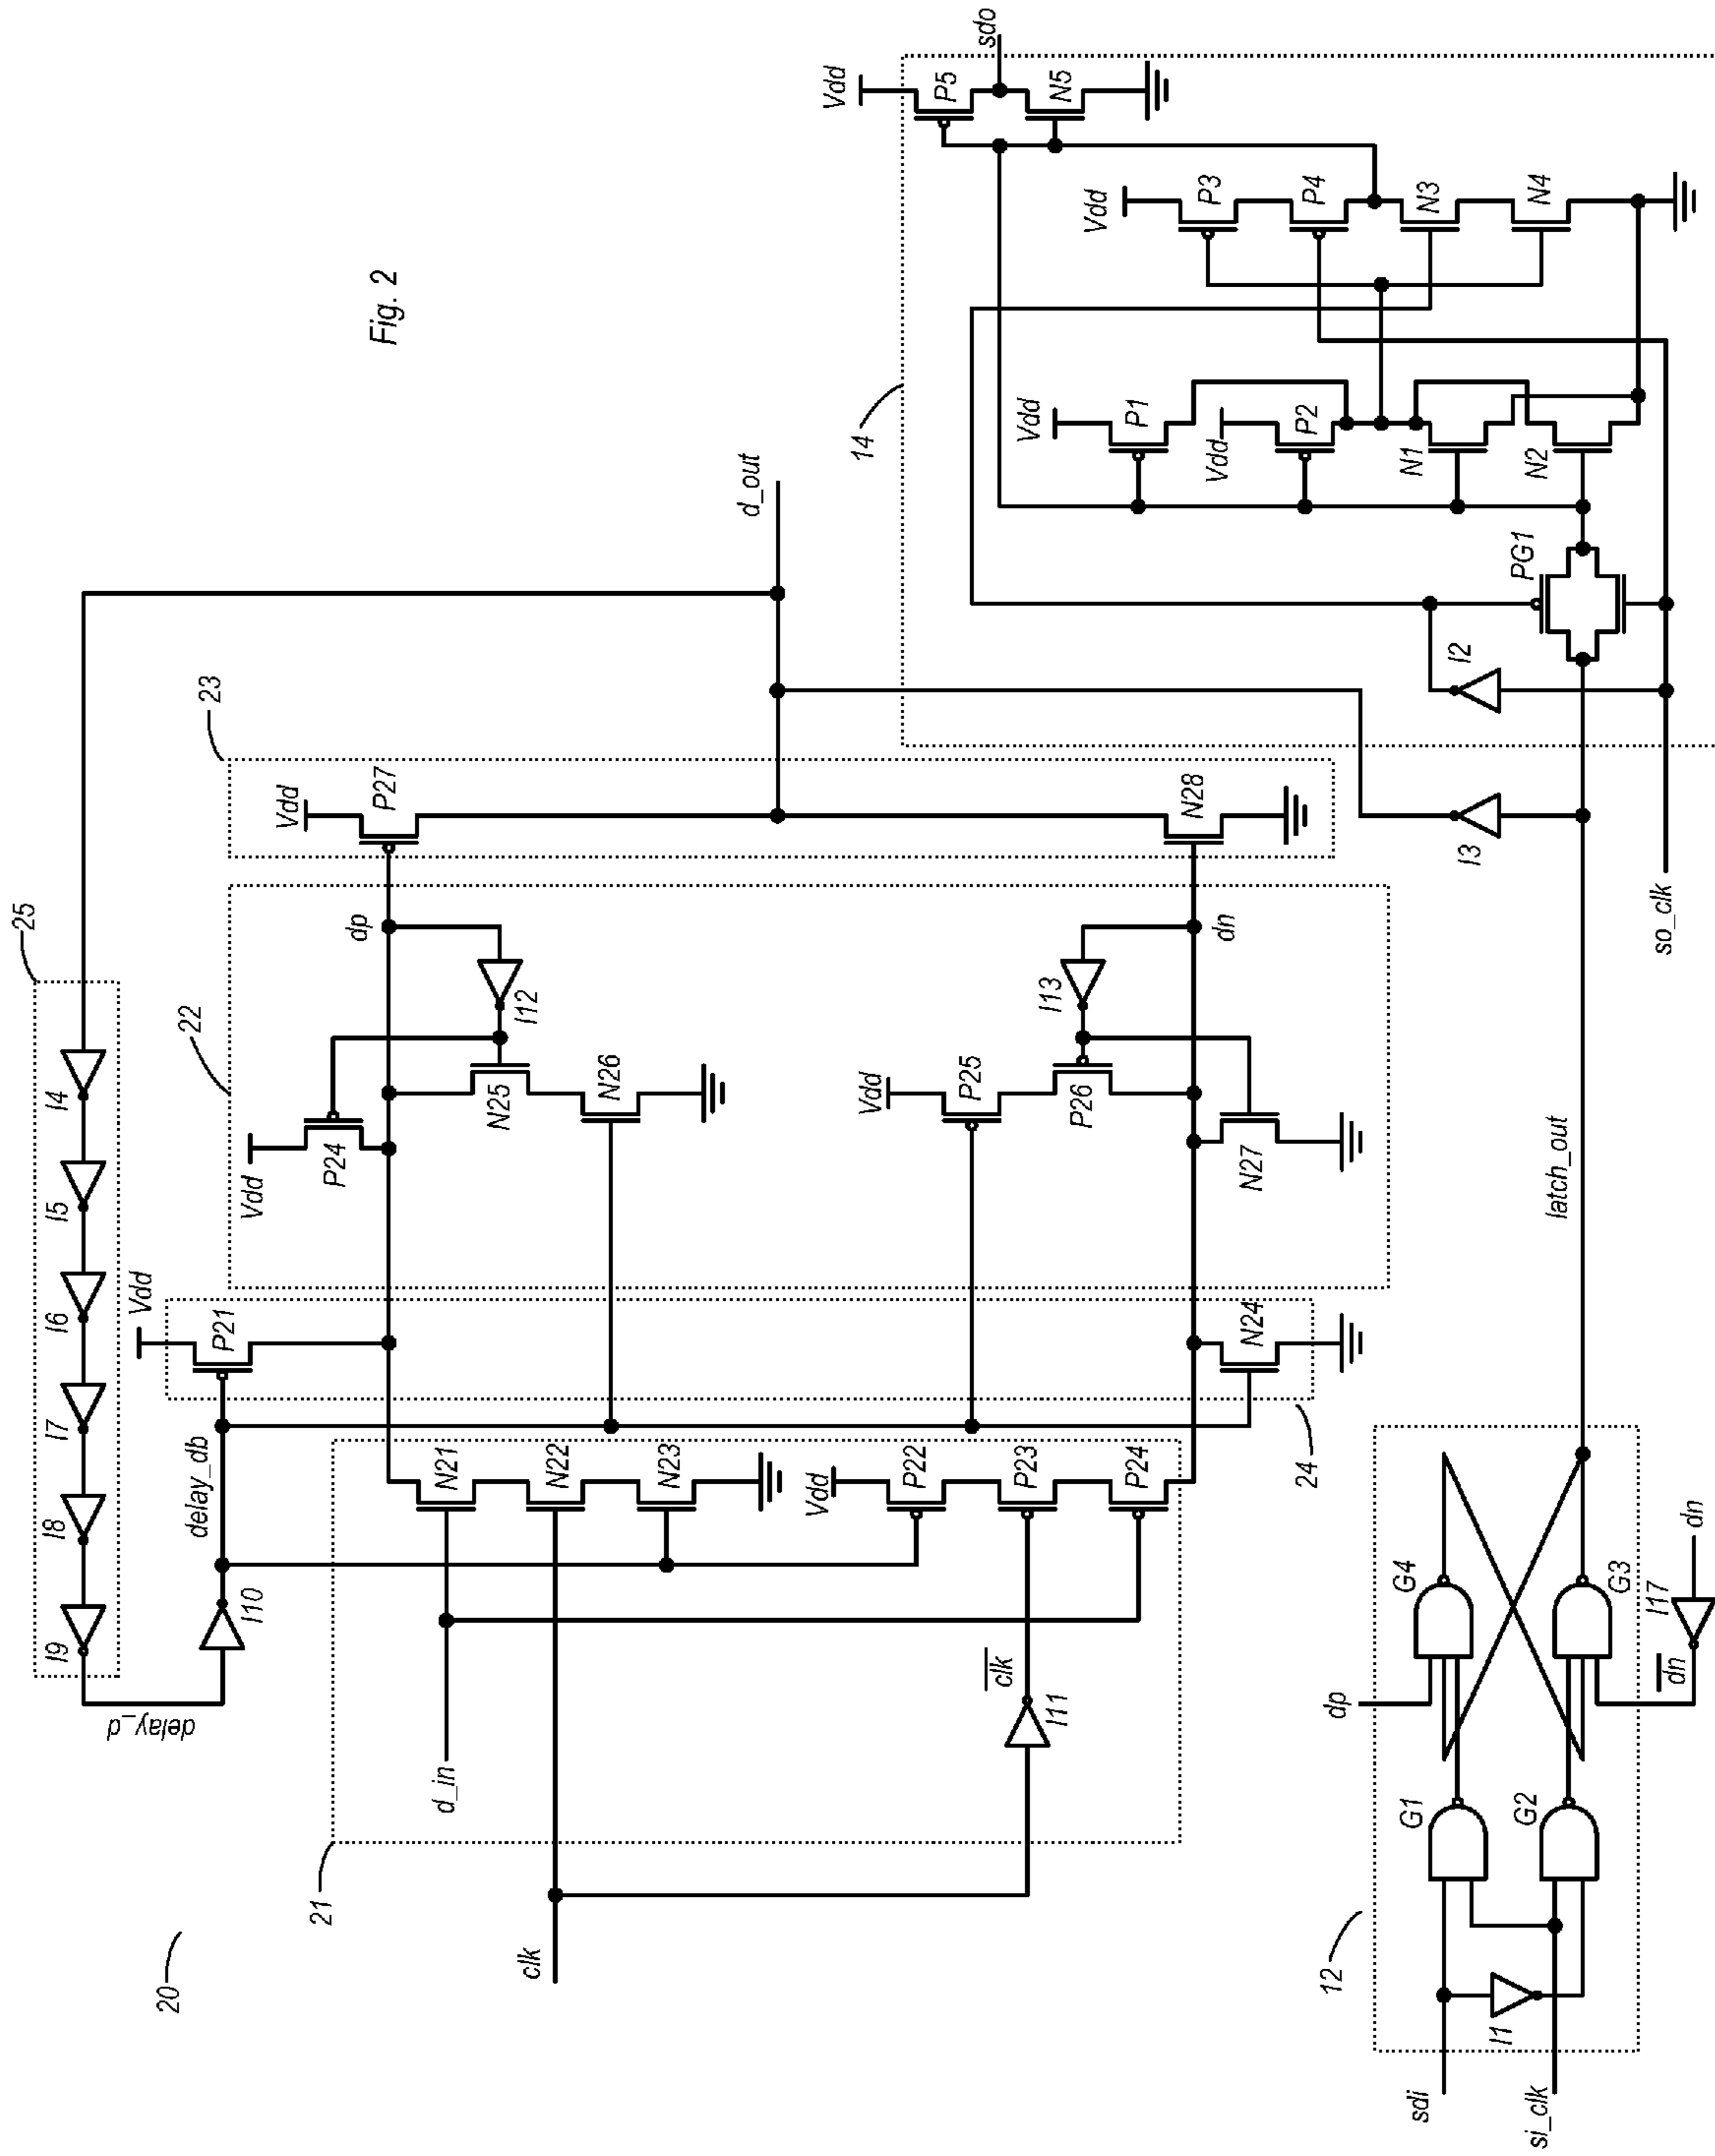 Fig. 2
20
25
I9
I8
I7
I6
I5
I4
delay_d
I10
delay_db
24
Vdd
P21
N24
21
d_in
clk
clk
I11
N21
N22
N23
Vdd
P22
P23
P24
22
Vdd
P24
N25
N26
I12
dp
Vdd
P25
P26
N27
I13
dn
23
Vdd
P27
N28
d_out
12
sdi
si_clk
I1
G1
G2
G4
G3
dp
dn
I17
dn
latch_out
I3
so_clk
14
I2
PG1
Vdd
P1
Vdd
P2
N1
N2
Vdd
P3
P4
N3
N4
Vdd
P5
N5
sdo